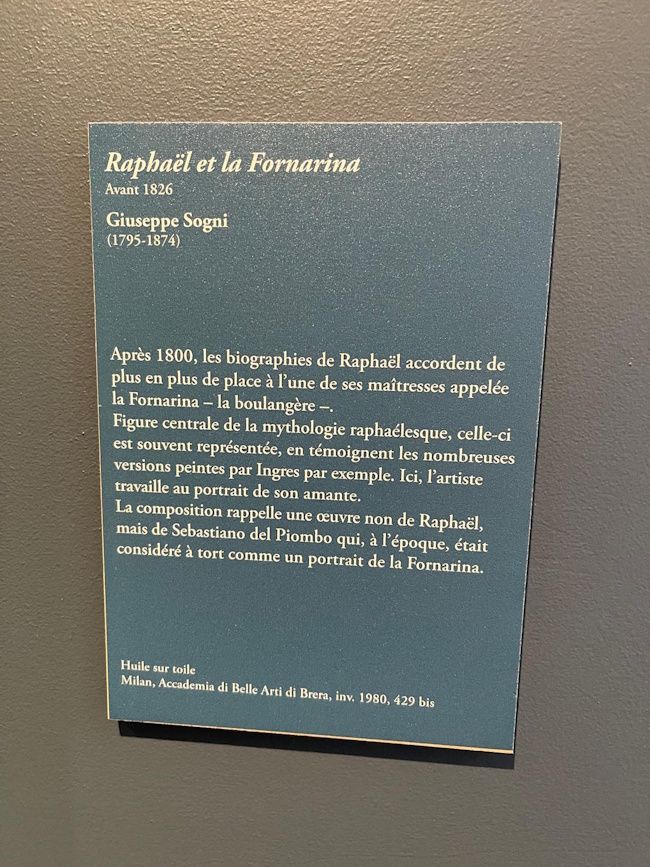 Raphaël et la Fornarina
Avant 1826
Giuseppe Sogni
(1795-1874)
Après 1800, les biographies de Raphaël accordent de
plus en plus de place à l'une de ses maîtresses appelée
la Fornarina – la boulangère –.
Figure centrale de la mythologie raphaélesque, celle-ci
est souvent représentée, en témoignent les nombreuses
versions peintes par Ingres par exemple. Ici, l'artiste
travaille au portrait de son amante.
La composition rappelle une œuvre non de Raphaël,
mais de Sebastiano del Piombo qui, à l'époque, était
considéré à tort comme un portrait de la Fornarina.
Huile sur toile
Milan, Accademia di Belle Arti di Brera, inv. 1980, 429 bis